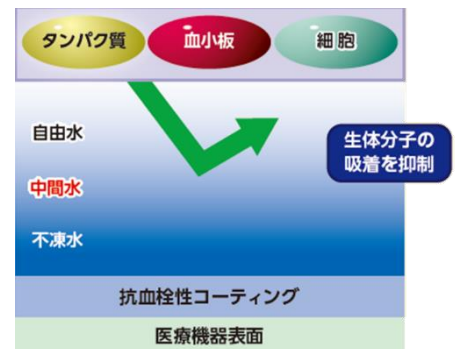 タンパク質
血小板
細胞
自由水
生体分子の
吸着を抑制
中間水
不凍水
抗血栓性コーティング
医療機器表面